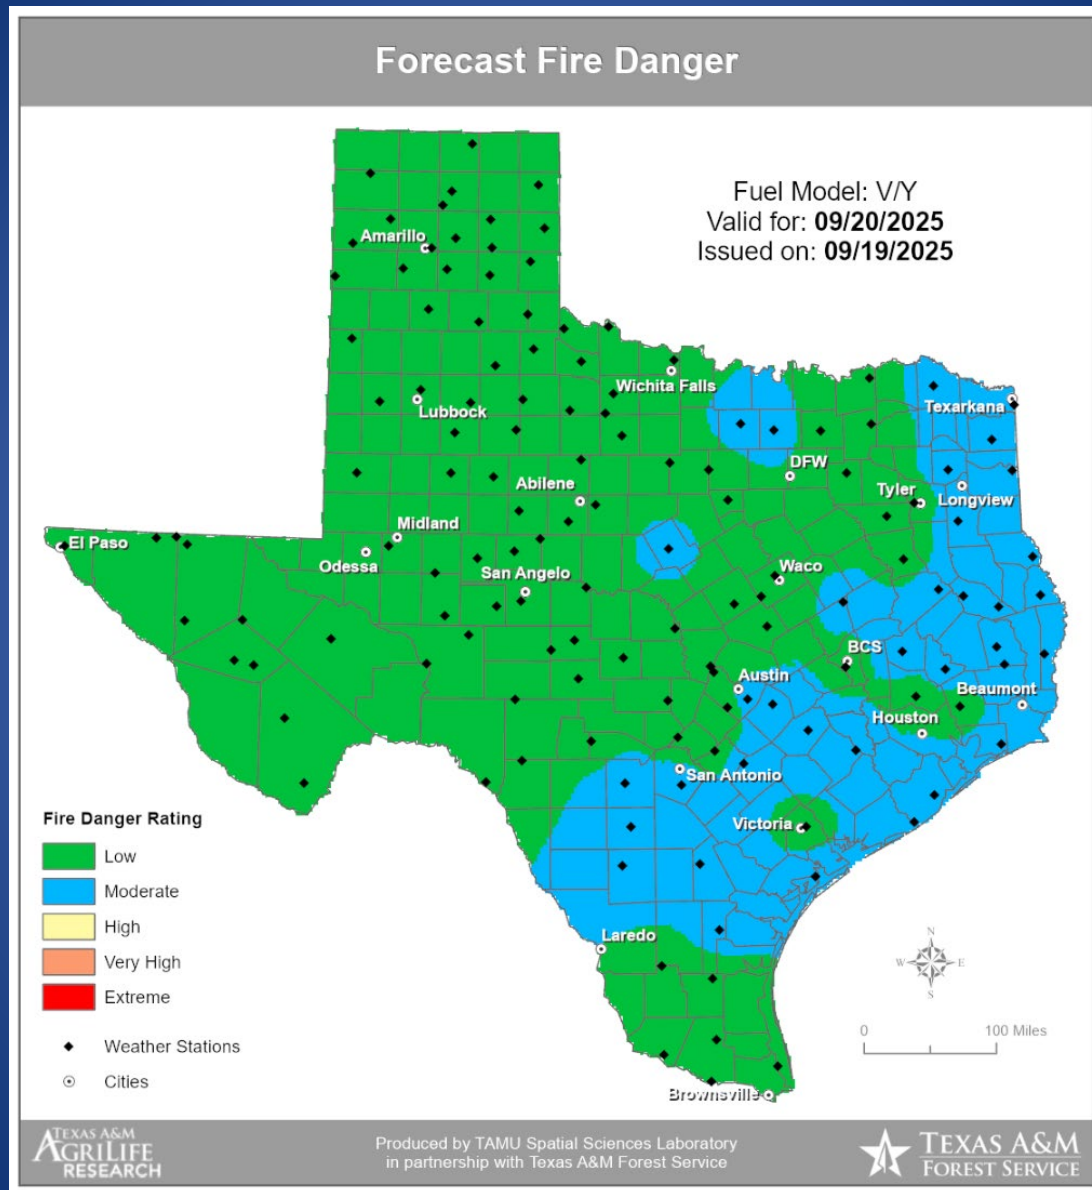 Forecast Fire Danger
Fuel Model: V/Y
Valid for: 09/20/2025
Issued on: 09/19/2025
Amarillo
Wichita Falls
Lubbock
Texarkana
DFW
Abilene
Tyler
Longview
Midland
El Paso
Odessa
San Angelo
Waco
BCS
Austin
Beaumont
Houston
San Antonio
Victoria
Laredo
Brownsville
Fire Danger Rating
Low
Moderate
High
Very High
Extreme
Weather Stations
Cities
N
W
E
S
0
100 Miles
TEXAS A&M
AGRILIFE
RESEARCH
Produced by TAMU Spatial Sciences Laboratory
in partnership with Texas A&M Forest Service
TEXAS A&M
FOREST SERVICE